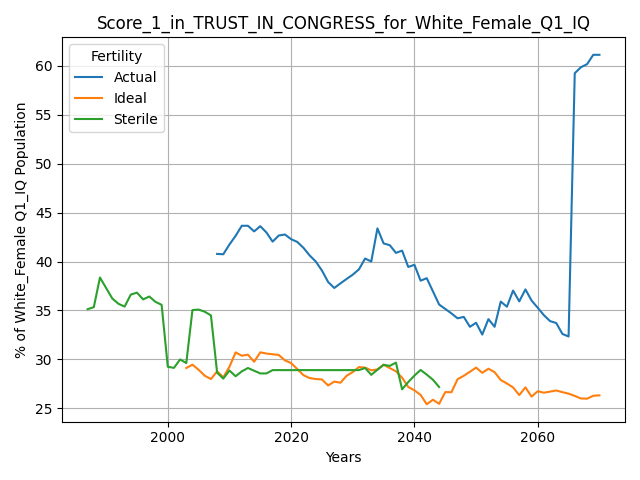 Score_1_in_TRUST_IN_CONGRESS_for_White_Female_Q1_IQ
Fertility
Actual
Ideal
Sterile
% of White_Female Q1_IQ Population
60
55
50
45
40
35
30
25
2000
2020
2040
2060
Years